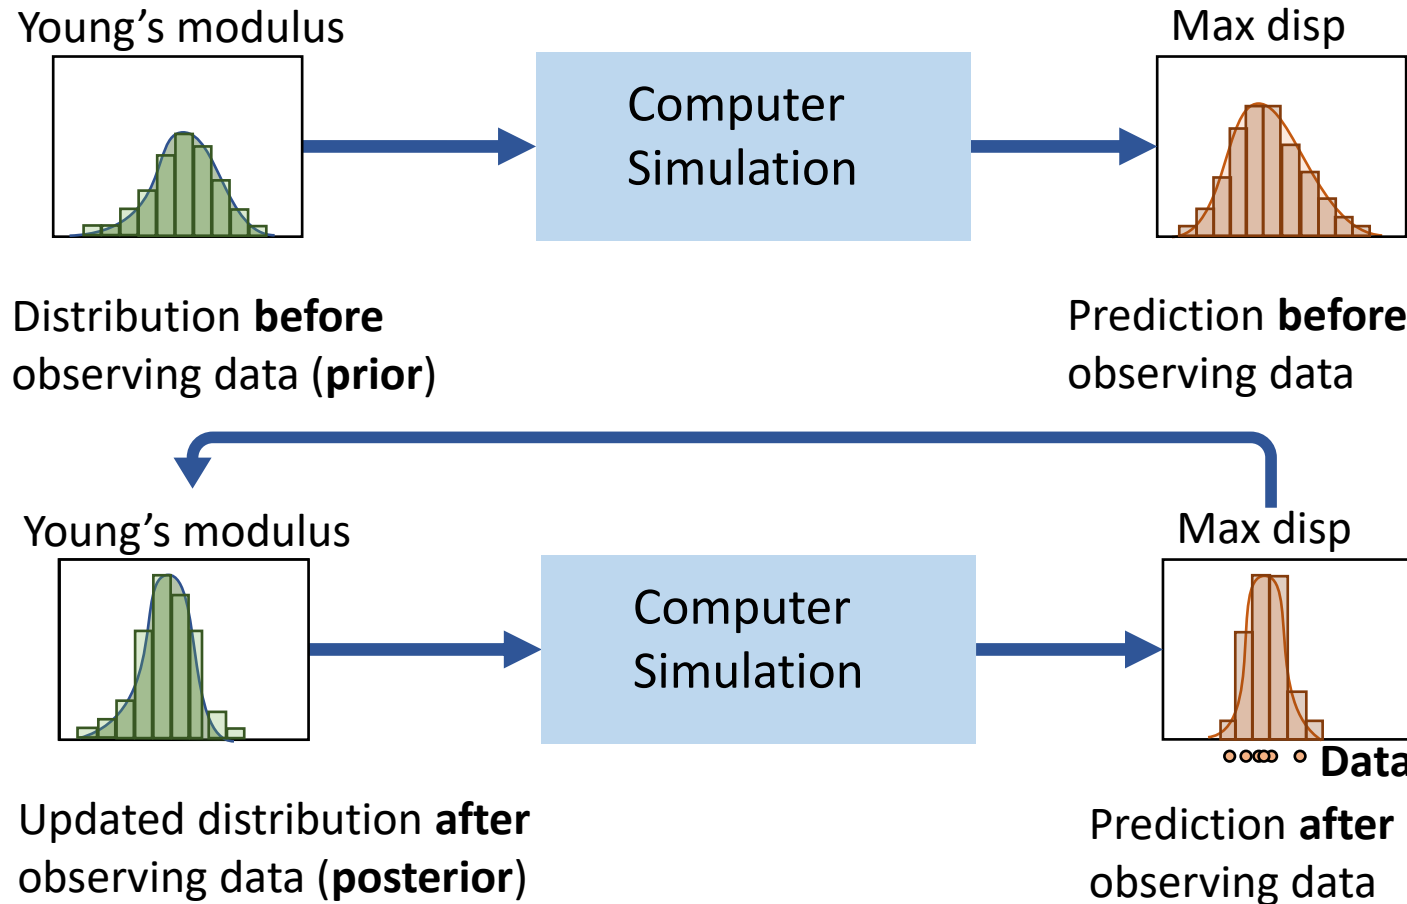 Young’s modulus
Max disp
Computer
Simulation
Distribution before
observing data (prior)
Prediction before
observing data
Young’s modulus
Max disp
Computer
Simulation
Data
Updated distribution after
observing data (posterior)
Prediction after
observing data